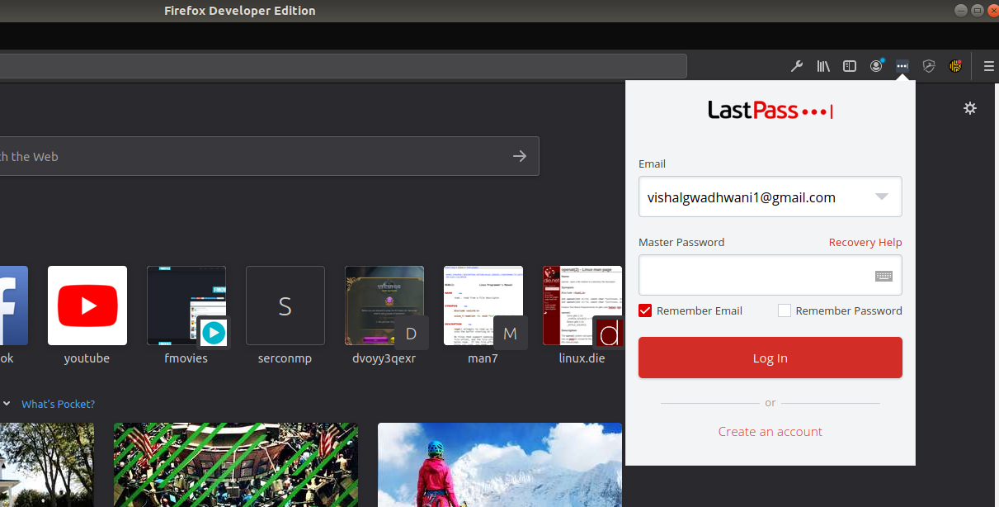 Firefox Developer Edition
ch the Web
LastPass
Email
vishalgwadhwani1@gmail.com
Master Password
Recovery Help
Remember Email
Remember Password
Log In
or
Create an account
S
D
M
d
ok
youtube
fmovies
serconmp
dvoyy3qexr
man7
linux.die
What's Pocket?